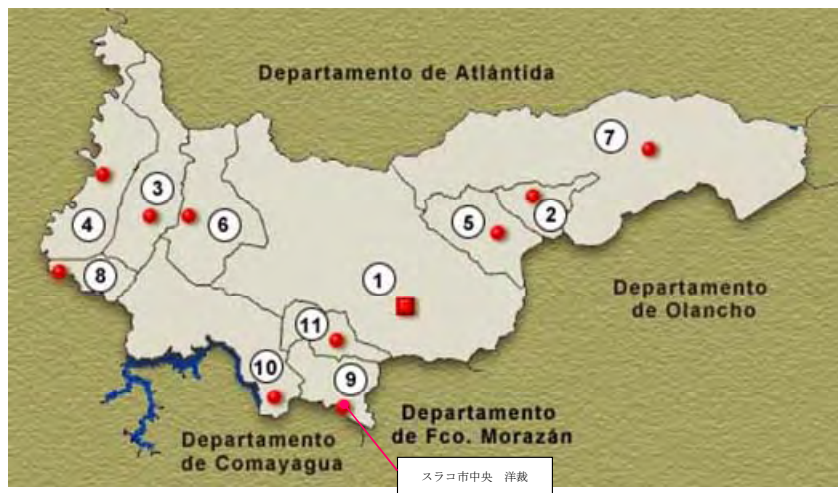 Departamento de Atlántida
7
3
2
4
6
5
8
1
Departamento
de Olancho
11
10
9
Departamento
de Fco. Morazán
Departamento
de Comayagua
スラコ市中央　洋裁